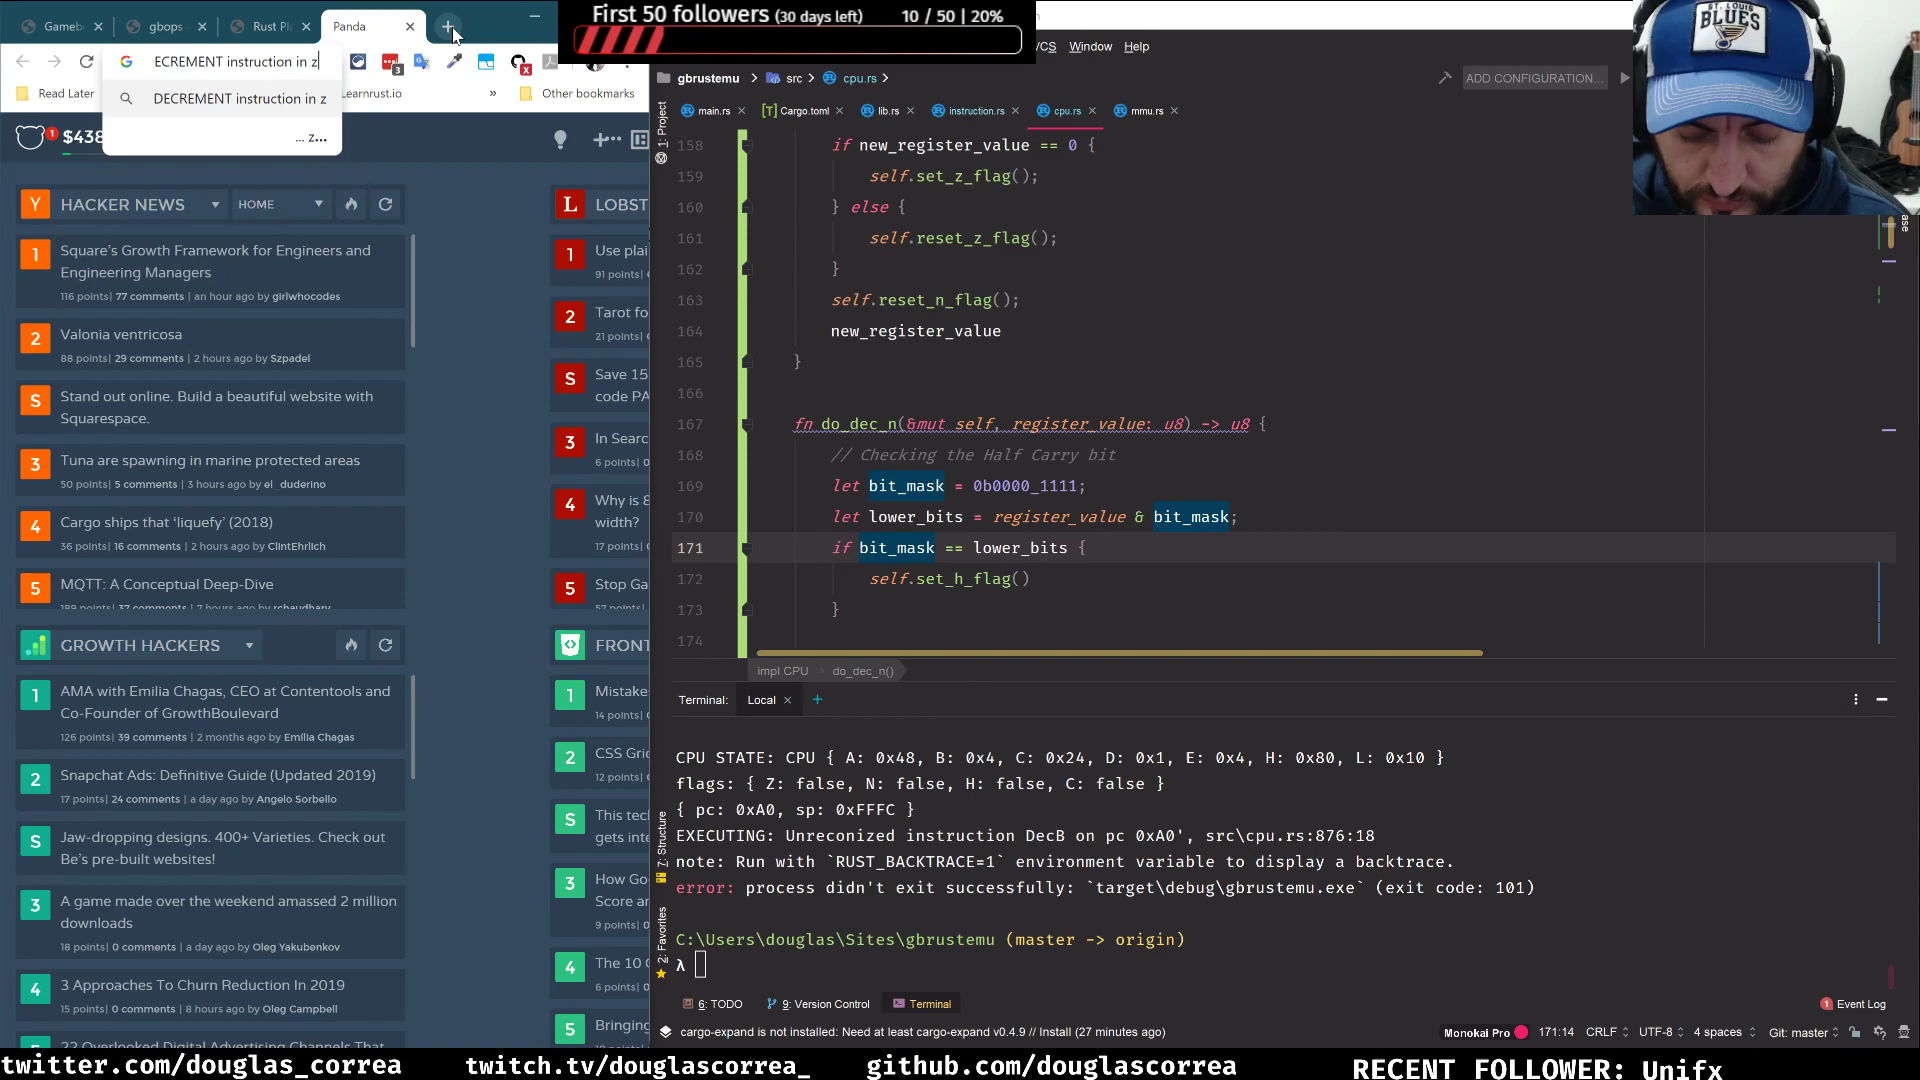 First 50 followers (30 days left) 10 / 50 | 20%
Gameb
gbops
Rust Pl
Panda
ECREMENT instruction in z
DECREMENT instruction in z
... z...
Learnrust.io
Read Later
Other bookmarks
$438
HACKER NEWS
HOME
1 Square's Growth Framework for Engineers and Engineering Managers
116 points| 77 comments | an hour ago by girlwhocodes
2 Valonia ventricosa
88 points| 29 comments | 2 hours ago by Szpadel
S Stand out online. Build a beautiful website with Squarespace.
3 Tuna are spawning in marine protected areas
50 points| 5 comments | 3 hours ago by el_duderino
4 Cargo ships that 'liquefy' (2018)
36 points| 16 comments | 2 hours ago by ClintEhrlich
5 MQTT: A Conceptual Deep-Dive
189 points| 37 comments | 7 hours ago by rchaudhary
GROWTH HACKERS
1 AMA with Emilia Chagas, CEO at Contentools and Co-Founder of GrowthBoulevard
126 points| 39 comments | 2 months ago by Emilia Chagas
2 Snapchat Ads: Definitive Guide (Updated 2019)
17 points| 24 comments | a day ago by Angelo Sorbello
S Jaw-dropping designs. 400+ Varieties. Check out Be's pre-built websites!
3 A game made over the weekend amassed 2 million downloads
18 points| 0 comments | a day ago by Oleg Yakubenkov
4 3 Approaches To Churn Reduction In 2019
15 points| 0 comments | 8 hours ago by Oleg Campbell
22 Overlooked Digital Advertising Channels That
L LOBST
1 Use plai
91 points|
2 Tarot fo
21 points|
S Save 15
code PA
3 In Searc
6 points|
4 Why is 8
width?
17 points|
5 Stop Ga
57 points|
FRON
1 Mistake
14 points|
2 CSS Grid
12 points|
S This tec
gets inte
3 How Go
Score an
9 points|
4 The 10 C
6 points|
5 Bringing
VCS Window Help
gbrustemu src cpu.rs
ADD CONFIGURATION...
main.rs Cargo.toml lib.rs instruction.rs cpu.rs mmu.rs
1: Project
158 if new_register_value == 0 {
159 self.set_z_flag();
160 } else {
161 self.reset_z_flag();
162 }
163 self.reset_n_flag();
164 new_register_value
165 }
166
167 fn do_dec_n(&mut self, register_value: u8) -> u8 {
168 // Checking the Half Carry bit
169 let bit_mask = 0b0000_1111;
170 let lower_bits = register_value & bit_mask;
171 if bit_mask == lower_bits {
172 self.set_h_flag()
173 }
174
impl CPU do_dec_n()
Terminal: Local
CPU STATE: CPU { A: 0x48, B: 0x4, C: 0x24, D: 0x1, E: 0x4, H: 0x80, L: 0x10 }
flags: { Z: false, N: false, H: false, C: false }
{ pc: 0xA0, sp: 0xFFFC }
EXECUTING: Unreconized instruction DecB on pc 0xA0', src\cpu.rs:876:18
note: Run with `RUST_BACKTRACE=1` environment variable to display a backtrace.
error: process didn't exit successfully: `target\debug\gbrustemu.exe` (exit code: 101)
C:\Users\douglas\Sites\gbrustemu (master -> origin)
λ
7: Structure
2: Favorites
6: TODO 9: Version Control Terminal
1 Event Log
cargo-expand is not installed: Need at least cargo-expand v0.4.9 // Install (27 minutes ago)
Monokai Pro 171:14 CRLF UTF-8 4 spaces Git: master
ST. LOUIS
BLUES
twitter.com/douglas_correa twitch.tv/douglascorrea_ github.com/douglascorrea RECENT FOLLOWER: Unifx